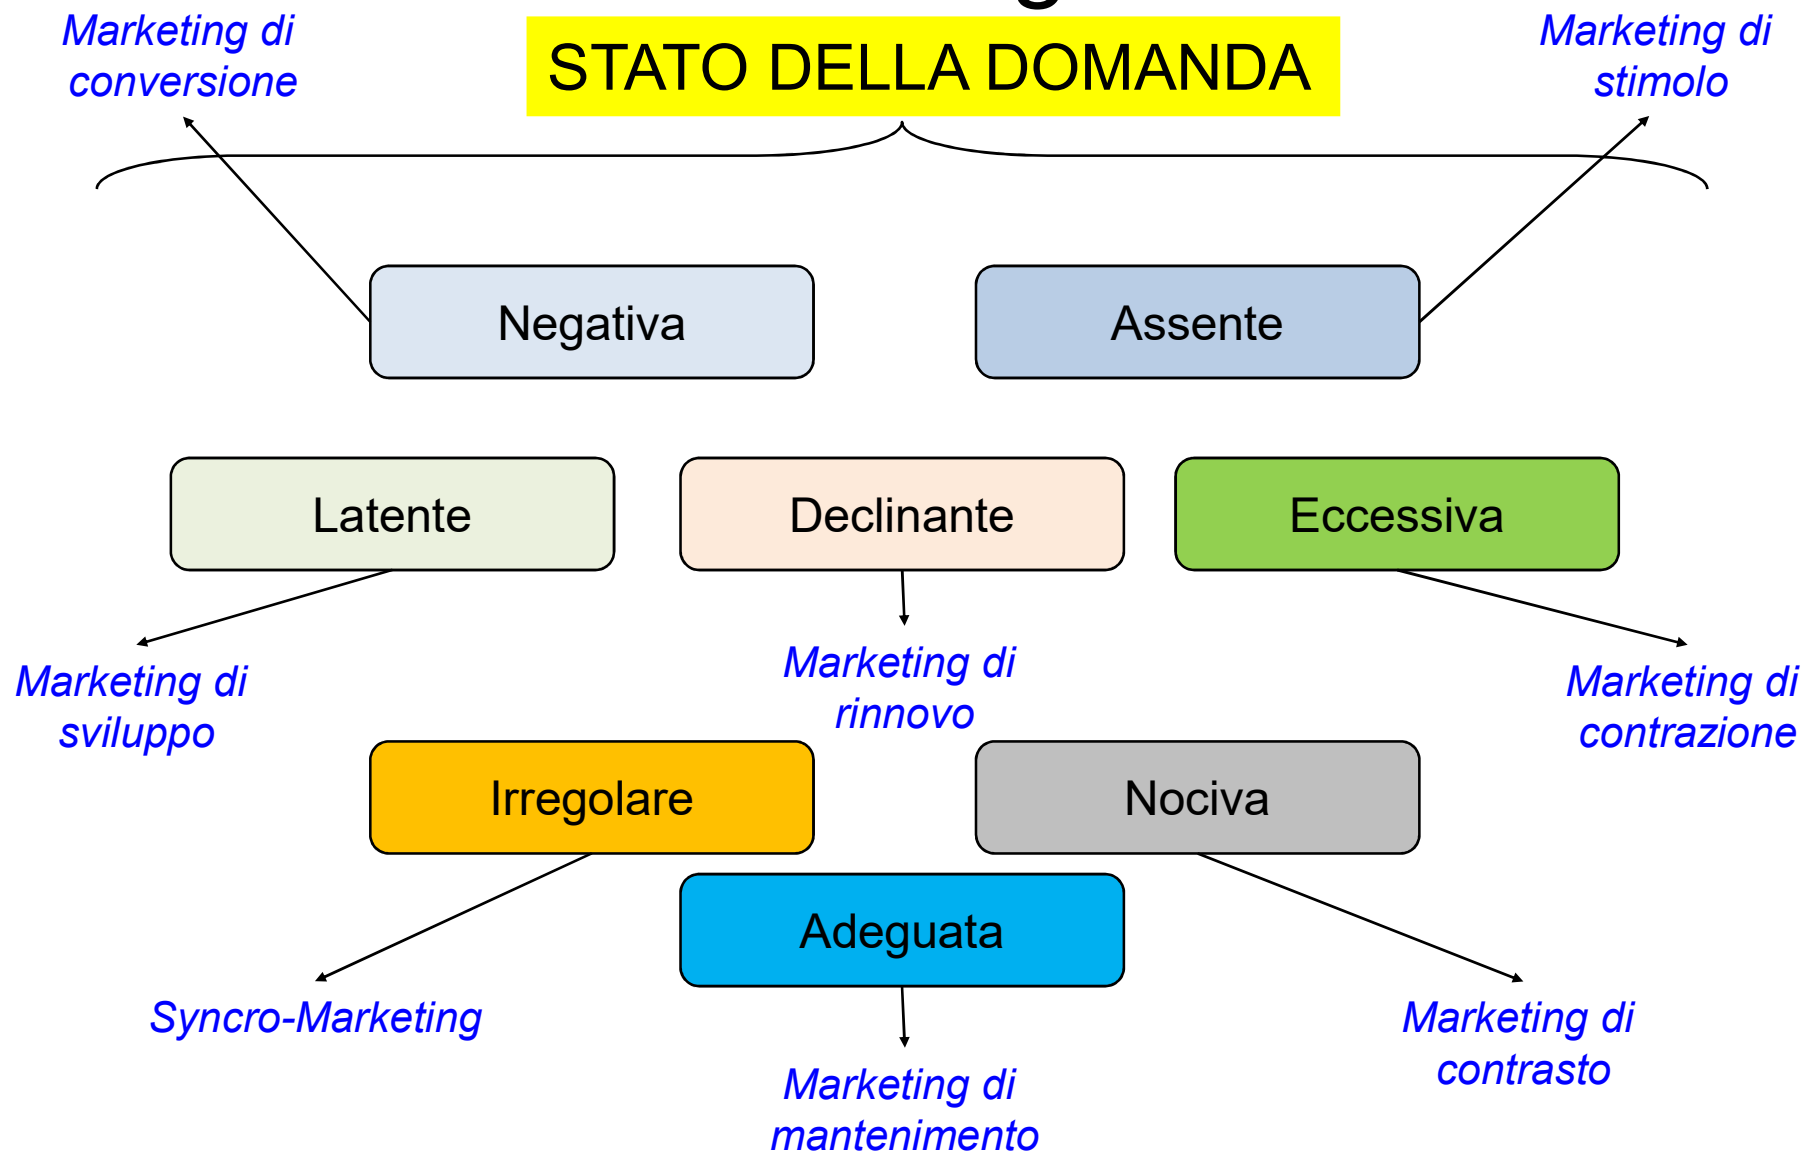 Marketing di
conversione
STATO DELLA DOMANDA
Marketing di
stimolo
Negativa
Assente
Latente
Declinante
Eccessiva
Marketing di
sviluppo
Marketing di
rinnovo
Marketing di
contrazione
Irregolare
Nociva
Adeguata
Syncro-Marketing
Marketing di
contrasto
Marketing di
mantenimento